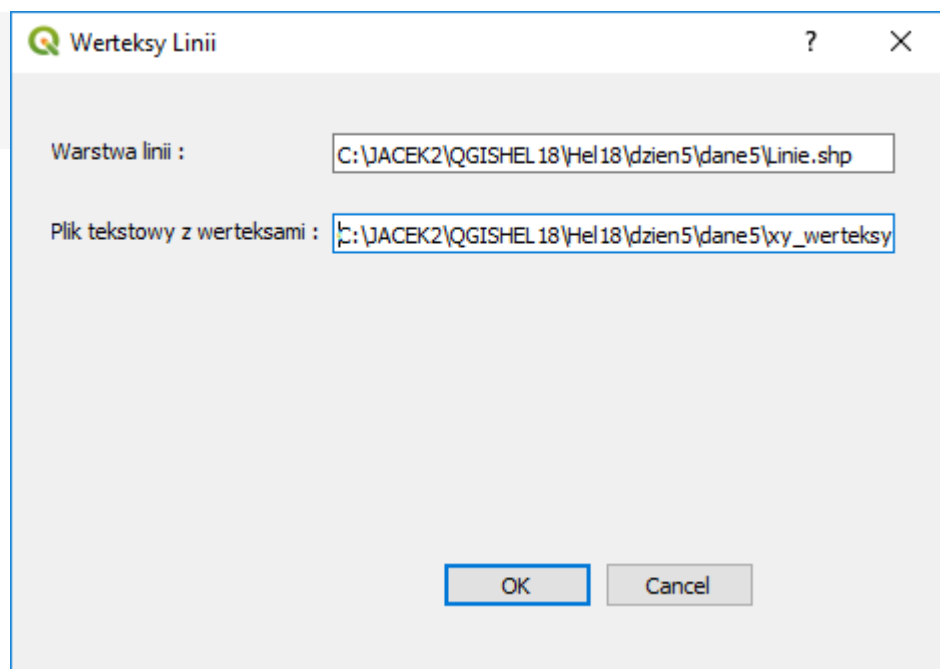 Werteksy Linii
Warstwa linii : C:\JACEK2\QGISHEL18\Hel18\dzien5\dane5\Linie.shp
Plik tekstowy z werteksami : C:\JACEK2\QGISHEL18\Hel18\dzien5\dane5\xy_werteksy
OK Cancel